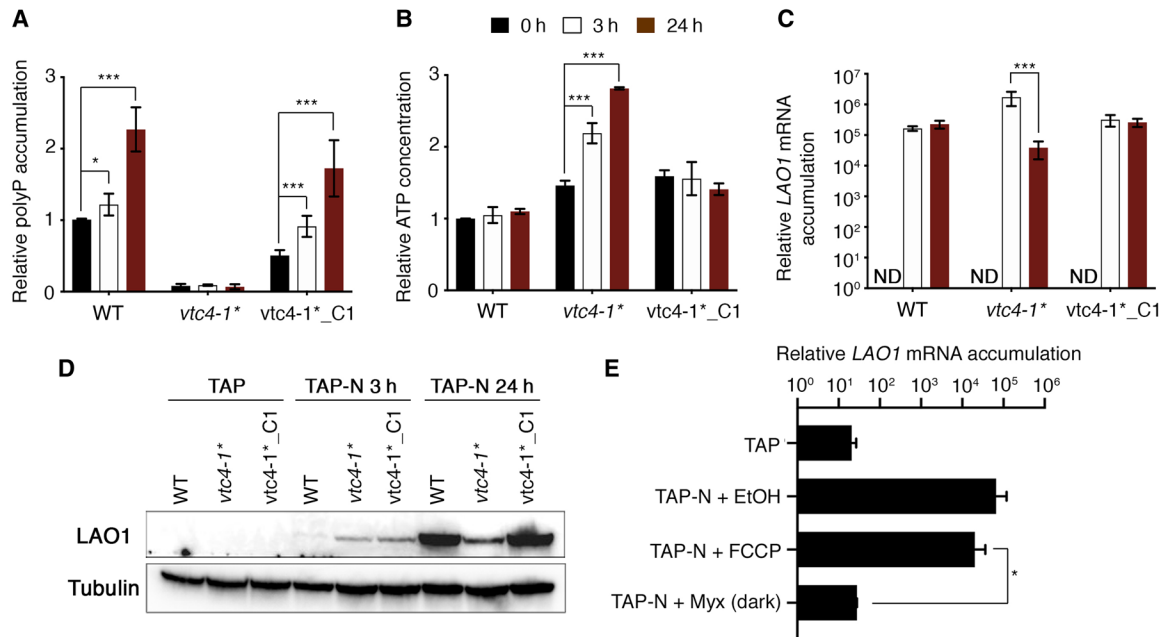 A
B
0 h 3 h 24 h
C
Relative polyP accumulation
3
2
1
0
***
*
***
***
WT vtc4-1* vtc4-1*_C1
Relative ATP concentration
3
2
1
0
***
***
WT vtc4-1* vtc4-1*_C1
Relative LAO1 mRNA
accumulation
10⁷
10⁶
10⁵
10⁴
10³
10²
10¹
10⁰
***
ND ND ND
WT vtc4-1* vtc4-1*_C1
D
TAP TAP-N 3 h TAP-N 24 h
WT vtc4-1* vtc4-1*_C1 WT vtc4-1* vtc4-1*_C1 WT vtc4-1* vtc4-1*_C1
LAO1
Tubulin
E
Relative LAO1 mRNA accumulation
10⁰ 10¹ 10² 10³ 10⁴ 10⁵ 10⁶
TAP
TAP-N + EtOH
TAP-N + FCCP
*
TAP-N + Myx (dark)